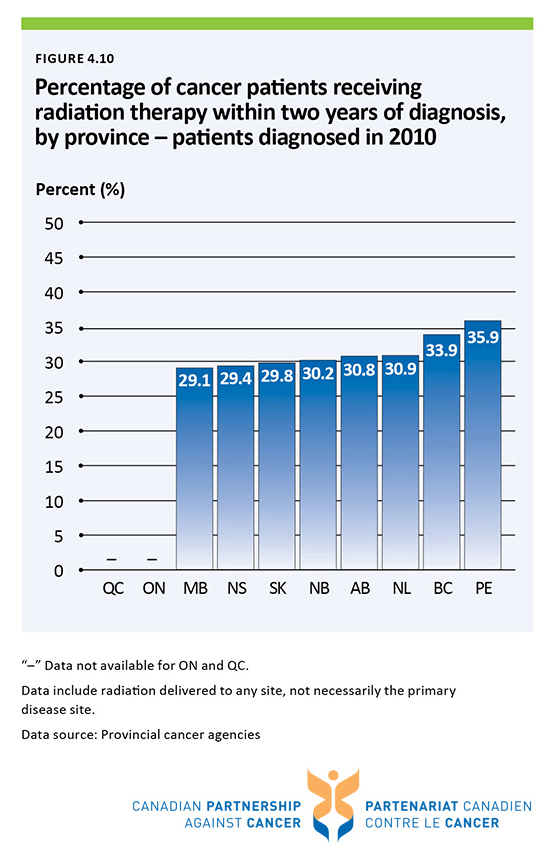 FIGURE 4.10
Percentage of cancer patients receiving
radiation therapy within two years of diagnosis,
by province – patients diagnosed in 2010
Percent (%)
50
45
40
35
30
25
20
15
10
5
0
29.1 29.4 29.8 30.2 30.8 30.9 33.9 35.9
– –
QC ON MB NS SK NB AB NL BC PE
“–” Data not available for ON and QC.
Data include radiation delivered to any site, not necessarily the primary
disease site.
Data source: Provincial cancer agencies
CANADIAN PARTNERSHIP
AGAINST CANCER
PARTENARIAT CANADIEN
CONTRE LE CANCER